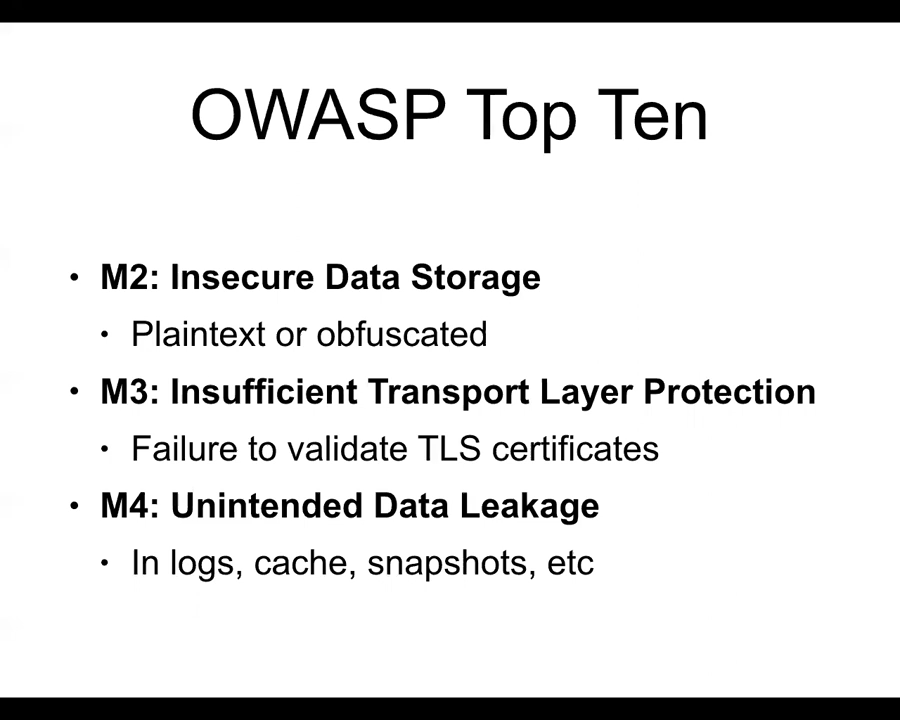 OWASP Top Ten
• M2: Insecure Data Storage
• Plaintext or obfuscated
• M3: Insufficient Transport Layer Protection
• Failure to validate TLS certificates
• M4: Unintended Data Leakage
• In logs, cache, snapshots, etc